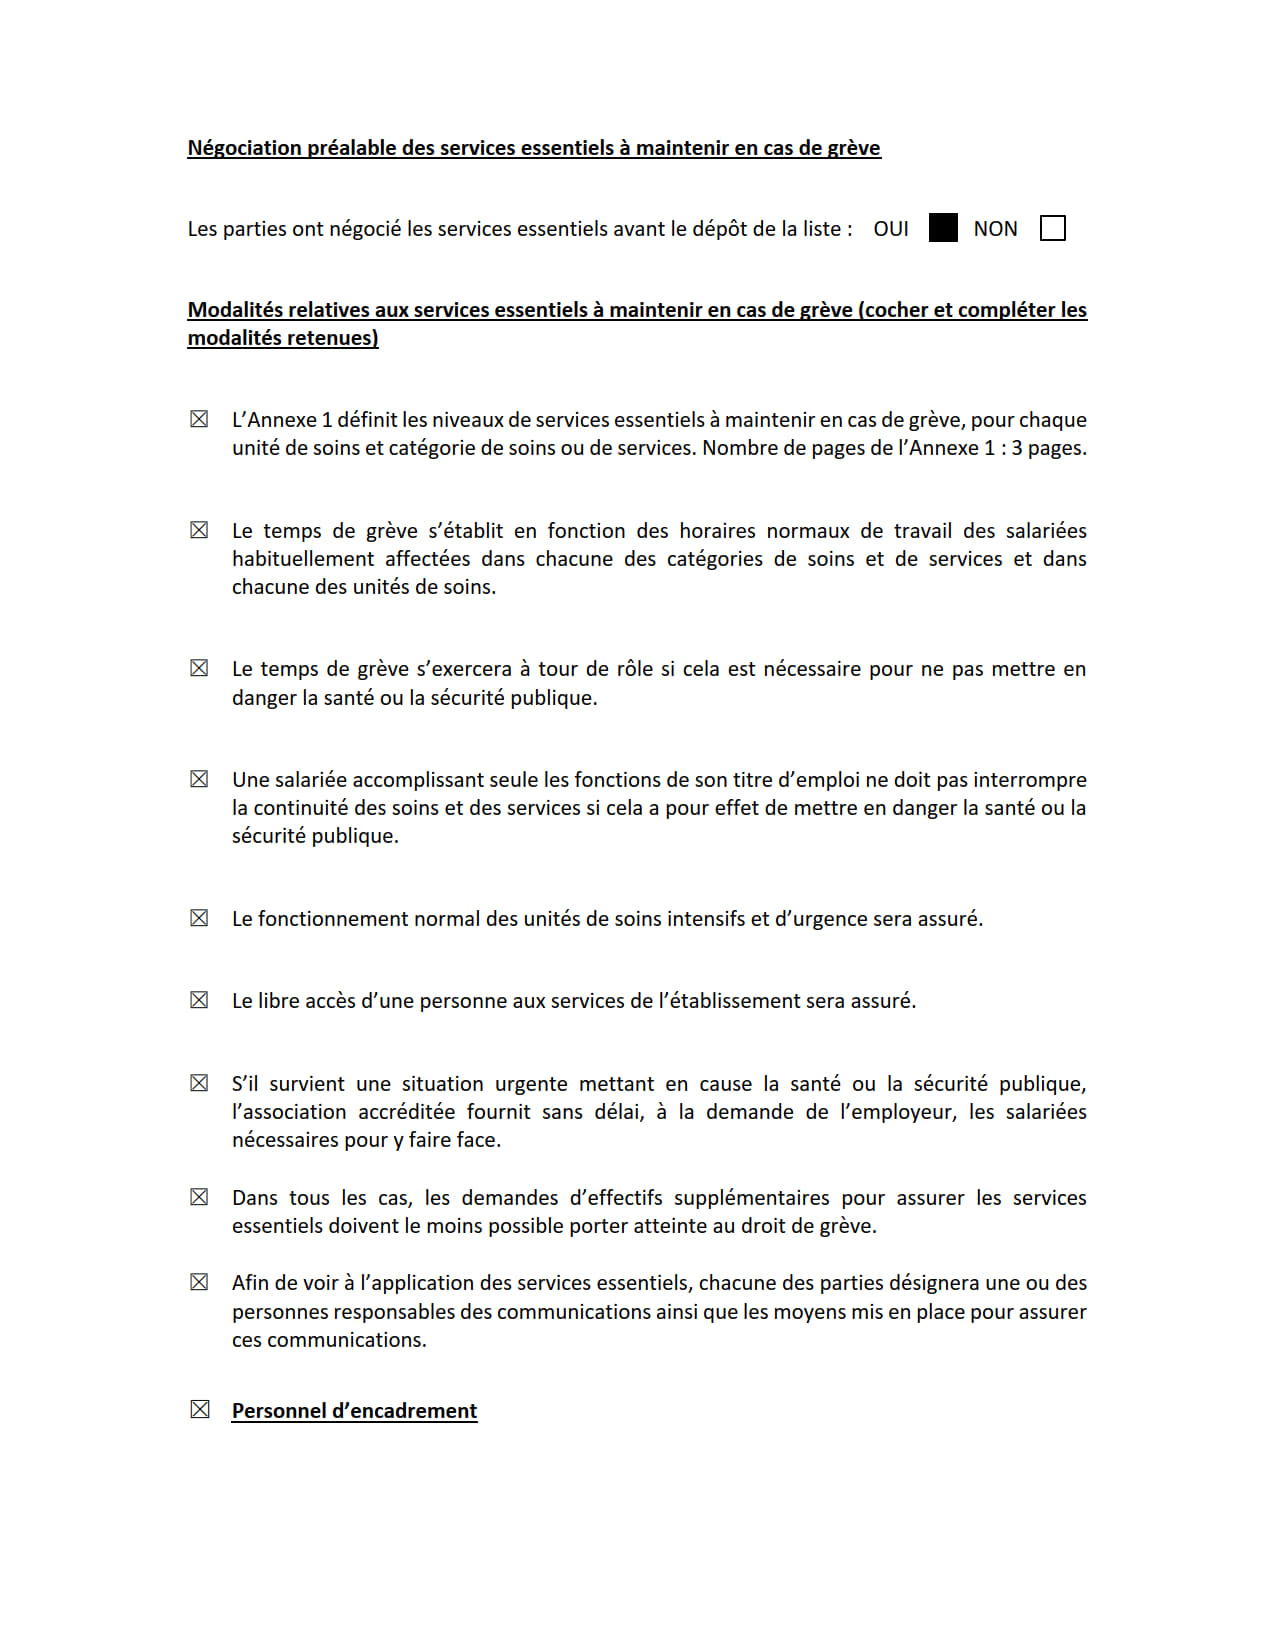 Négociation préalable des services essentiels à maintenir en cas de grève
Les parties ont négocié les services essentiels avant le dépôt de la liste : OUI ■ NON ☐
Modalités relatives aux services essentiels à maintenir en cas de grève (cocher et compléter les
modalités retenues)
☒ L’Annexe 1 définit les niveaux de services essentiels à maintenir en cas de grève, pour chaque
unité de soins et catégorie de soins ou de services. Nombre de pages de l’Annexe 1 : 3 pages.
☒ Le temps de grève s’établit en fonction des horaires normaux de travail des salariées
habituellement affectées dans chacune des catégories de soins et de services et dans
chacune des unités de soins.
☒ Le temps de grève s’exercera à tour de rôle si cela est nécessaire pour ne pas mettre en
danger la santé ou la sécurité publique.
☒ Une salariée accomplissant seule les fonctions de son titre d’emploi ne doit pas interrompre
la continuité des soins et des services si cela a pour effet de mettre en danger la santé ou la
sécurité publique.
☒ Le fonctionnement normal des unités de soins intensifs et d’urgence sera assuré.
☒ Le libre accès d’une personne aux services de l’établissement sera assuré.
☒ S’il survient une situation urgente mettant en cause la santé ou la sécurité publique,
l’association accréditée fournit sans délai, à la demande de l’employeur, les salariées
nécessaires pour y faire face.
☒ Dans tous les cas, les demandes d’effectifs supplémentaires pour assurer les services
essentiels doivent le moins possible porter atteinte au droit de grève.
☒ Afin de voir à l’application des services essentiels, chacune des parties désignera une ou des
personnes responsables des communications ainsi que les moyens mis en place pour assurer
ces communications.
☒ Personnel d’encadrement